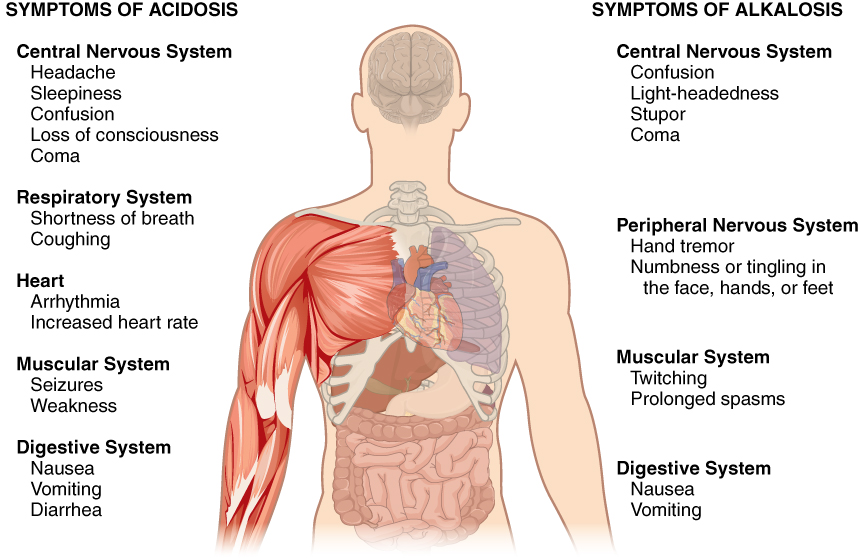 SYMPTOMS OF ACIDOSIS
Central Nervous System
Headache
Sleepiness
Confusion
Loss of consciousness
Coma
Respiratory System
Shortness of breath
Coughing
Heart
Arrhythmia
Increased heart rate
Muscular System
Seizures
Weakness
Digestive System
Nausea
Vomiting
Diarrhea
SYMPTOMS OF ALKALOSIS
Central Nervous System
Confusion
Light-headedness
Stupor
Coma
Peripheral Nervous System
Hand tremor
Numbness or tingling in
the face, hands, or feet
Muscular System
Twitching
Prolonged spasms
Digestive System
Nausea
Vomiting